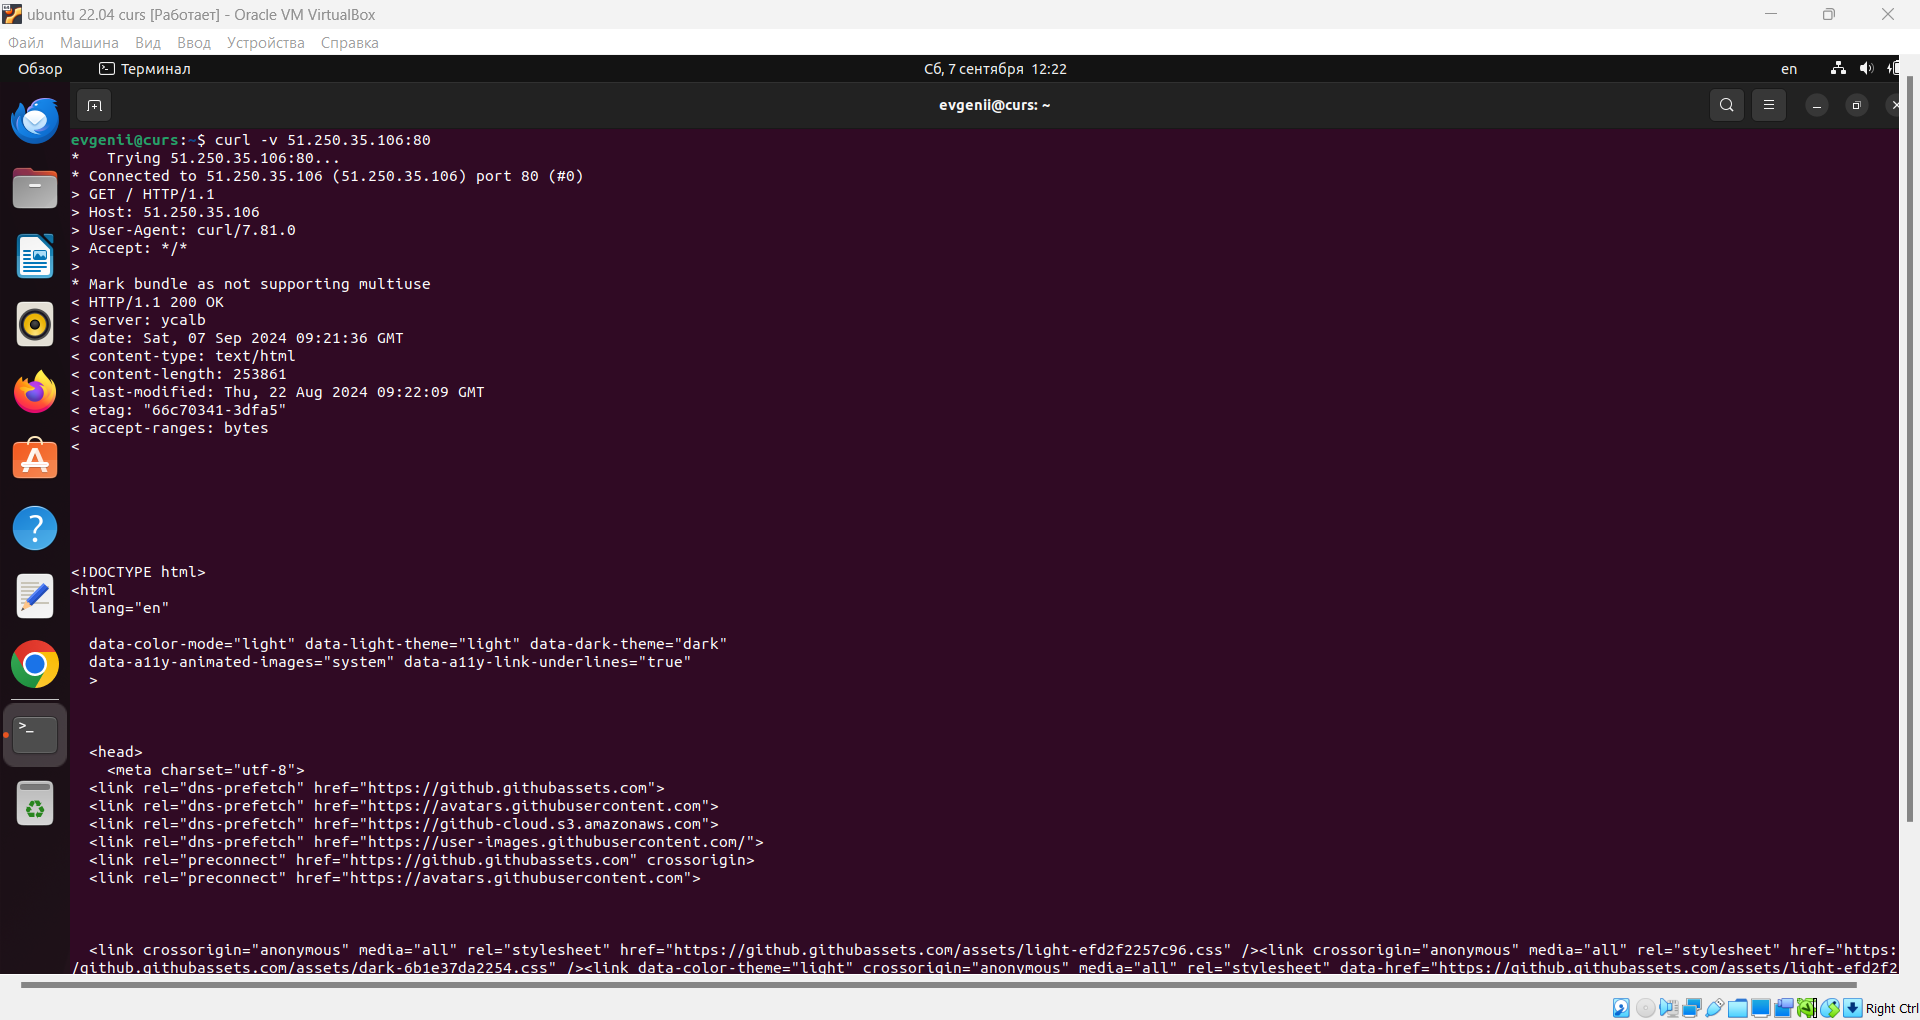 ubuntu 22.04 curs [Работает] - Oracle VM VirtualBox
Файл Машина Вид Ввод Устройства Справка
Обзор Терминал Сб, 7 сентября 12:22 en
evgenii@curs: ~
evgenii@curs:~$ curl -v 51.250.35.106:80
*   Trying 51.250.35.106:80...
* Connected to 51.250.35.106 (51.250.35.106) port 80 (#0)
> GET / HTTP/1.1
> Host: 51.250.35.106
> User-Agent: curl/7.81.0
> Accept: */*
>
* Mark bundle as not supporting multiuse
< HTTP/1.1 200 OK
< server: ycalb
< date: Sat, 07 Sep 2024 09:21:36 GMT
< content-type: text/html
< content-length: 253861
< last-modified: Thu, 22 Aug 2024 09:22:09 GMT
< etag: "66c70341-3dfa5"
< accept-ranges: bytes
<
<!DOCTYPE html>
<html
  lang="en"
  data-color-mode="light" data-light-theme="light" data-dark-theme="dark"
  data-a11y-animated-images="system" data-a11y-link-underlines="true"
  >
  <head>
    <meta charset="utf-8">
  <link rel="dns-prefetch" href="https://github.githubassets.com">
  <link rel="dns-prefetch" href="https://avatars.githubusercontent.com">
  <link rel="dns-prefetch" href="https://github-cloud.s3.amazonaws.com">
  <link rel="dns-prefetch" href="https://user-images.githubusercontent.com/">
  <link rel="preconnect" href="https://github.githubassets.com" crossorigin>
  <link rel="preconnect" href="https://avatars.githubusercontent.com">
  <link crossorigin="anonymous" media="all" rel="stylesheet" href="https://github.githubassets.com/assets/light-efd2f2257c96.css" /><link crossorigin="anonymous" media="all" rel="stylesheet" href="https:
/github.githubassets.com/assets/dark-6b1e37da2254.css" /><link data-color-theme="light" crossorigin="anonymous" media="all" rel="stylesheet" data-href="https://github.githubassets.com/assets/light-efd2f2
Right Ctrl